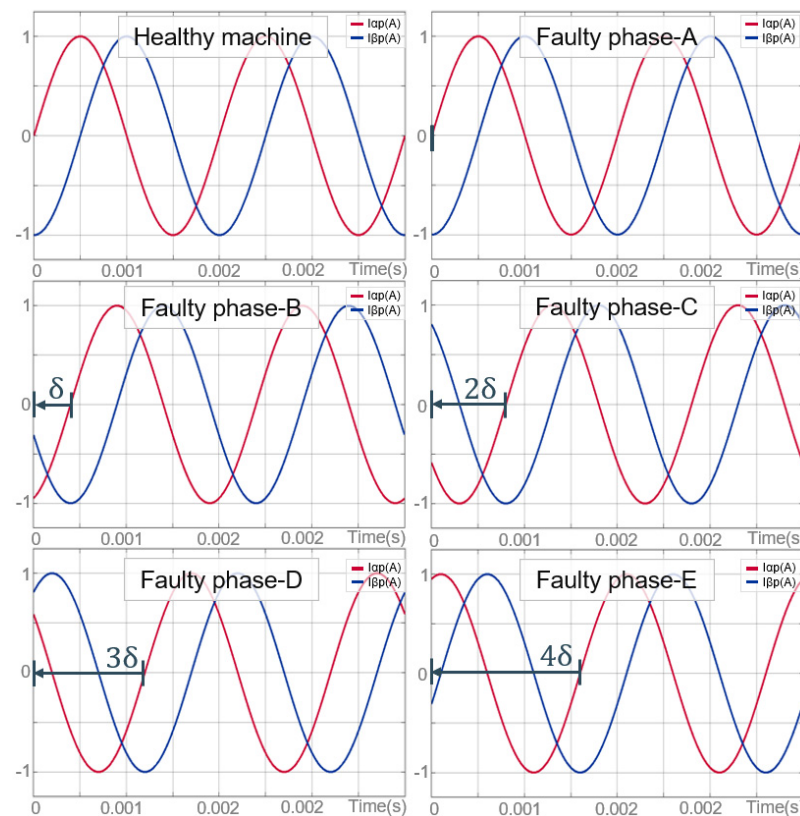 Healthy machine
Iαp(A)
Iβp(A)
1
0
-1
0 0.001 0.002 0.002 Time(s)
Faulty phase-A
Iαp(A)
Iβp(A)
1
0
-1
0 0.001 0.002 0.002 Time(s)
Faulty phase-B
Iαp(A)
Iβp(A)
1
δ
0
-1
0 0.001 0.002 0.002 Time(s)
Faulty phase-C
Iαp(A)
Iβp(A)
1
2δ
0
-1
0 0.001 0.002 0.002 Time(s)
Faulty phase-D
Iαp(A)
Iβp(A)
1
3δ
0
-1
0 0.001 0.002 0.002 Time(s)
Faulty phase-E
Iαp(A)
Iβp(A)
1
4δ
0
-1
0 0.001 0.002 0.002 Time(s)